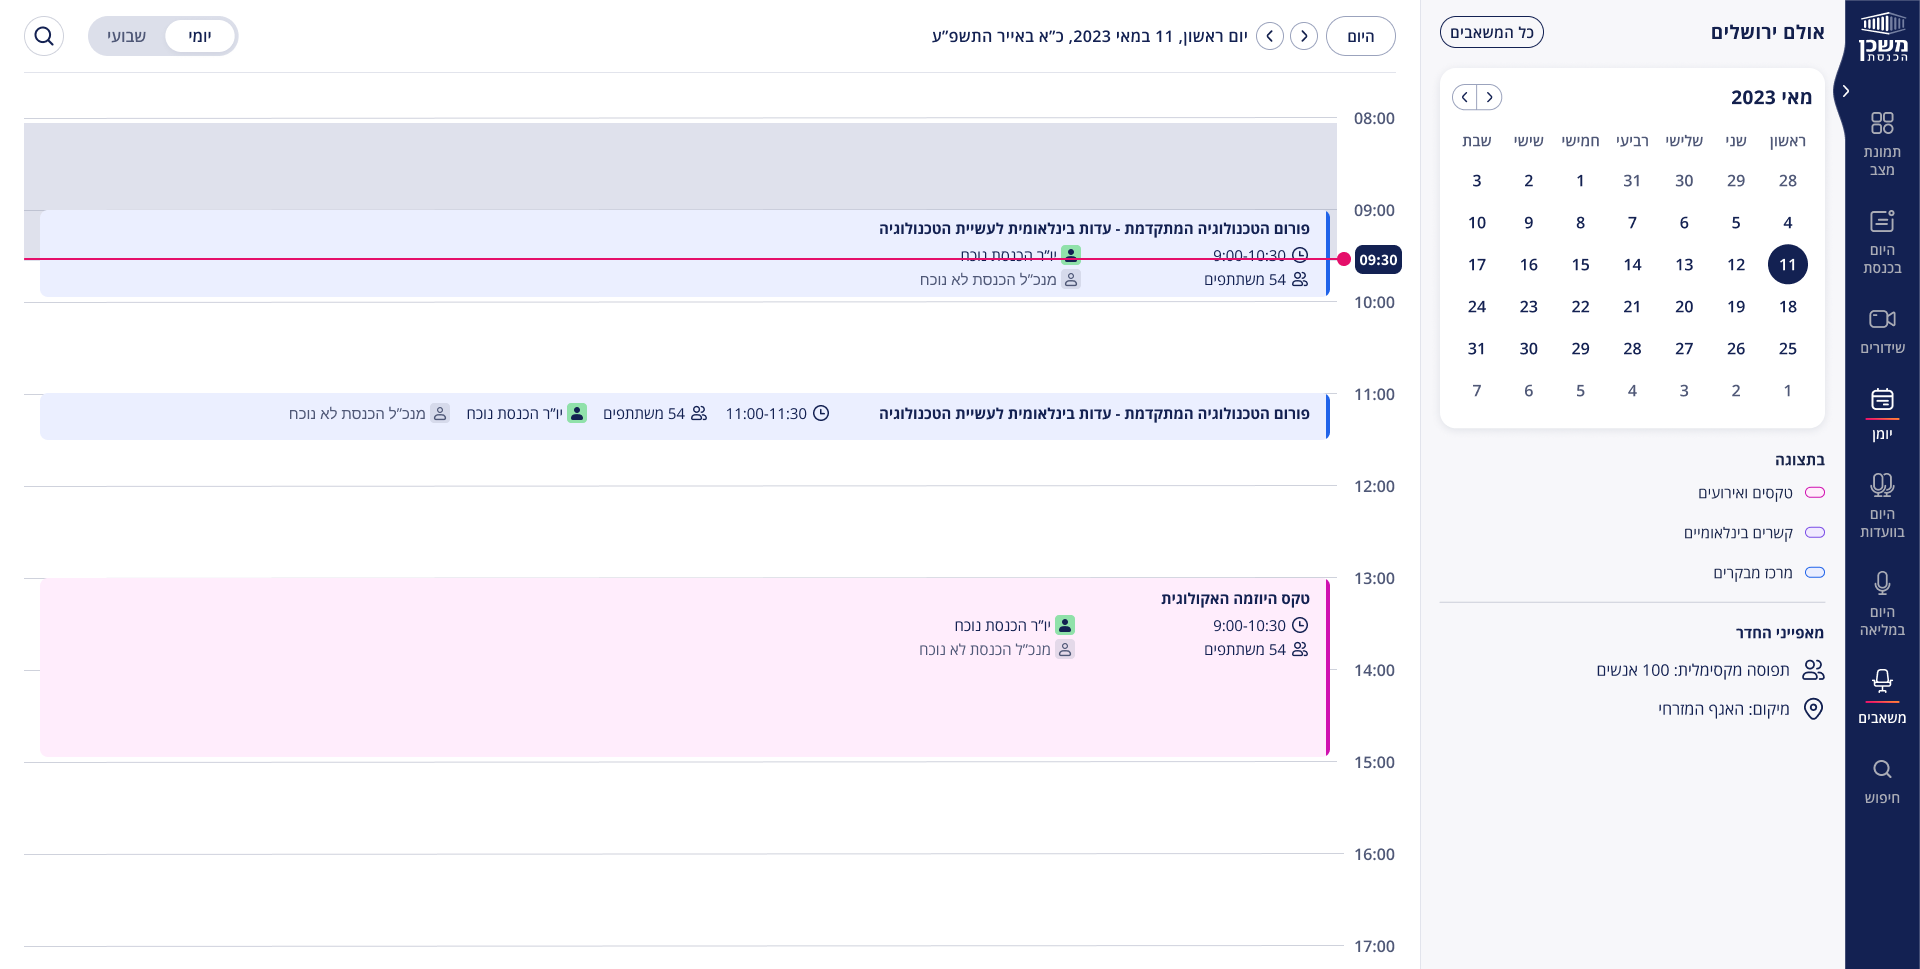 משכן
הכנסת
תמונת
מצב
היום
בכנסת
שידורים
יומן
היום
בוועדות
היום
במליאה
משאבים
חיפוש
אולם ירושלים
כל המשאבים
מאי 2023
ראשון שני שלישי רביעי חמישי שישי שבת
28 29 30 31 1 2 3
4 5 6 7 8 9 10
11 12 13 14 15 16 17
18 19 20 21 22 23 24
25 26 27 28 29 30 31
1 2 3 4 5 6 7
בתצוגה
טקסים ואירועים
קשרים בינלאומיים
מרכז מבקרים
מאפייני החדר
תפוסה מקסימלית: 100 אנשים
מיקום: האגף המזרחי
היום
יום ראשון, 11 במאי 2023, כ"א באייר התשפ"ע
יומי שבועי
08:00
09:00
פורום הטכנולוגיה המתקדמת - עדות בינלאומית לעשיית הטכנולוגיה
9:00-10:30 יו"ר הכנסת נוכח
09:30
54 משתתפים מנכ"ל הכנסת לא נוכח
10:00
11:00
פורום הטכנולוגיה המתקדמת - עדות בינלאומית לעשיית הטכנולוגיה 11:00-11:30 54 משתתפים יו"ר הכנסת נוכח מנכ"ל הכנסת לא נוכח
12:00
13:00
טקס היוזמה האקולוגית
9:00-10:30 יו"ר הכנסת נוכח
54 משתתפים מנכ"ל הכנסת לא נוכח
14:00
15:00
16:00
17:00